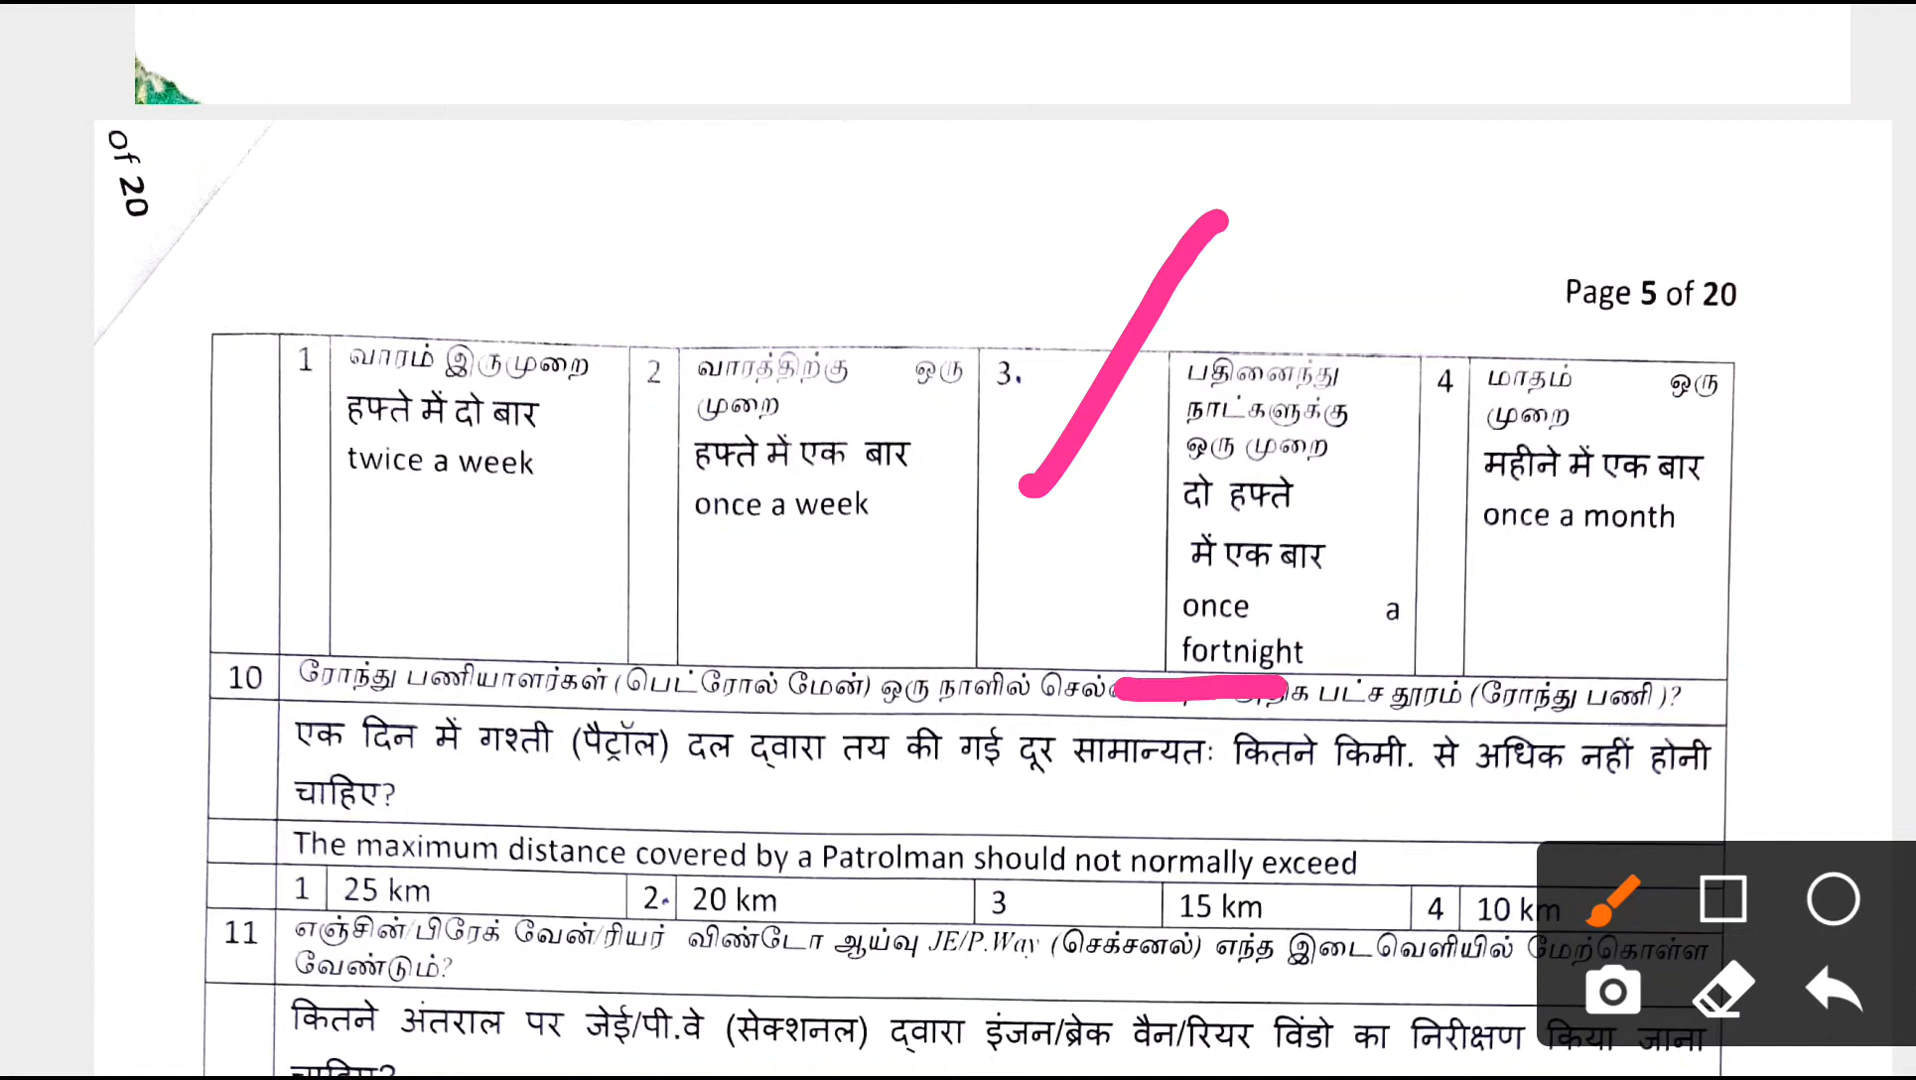 of 20
Page 5 of 20
1 வாரம் இருமுறை
हफ्ते में दो बार
twice a week
2 வாரத்திற்கு ஒரு
முறை
हफ्ते में एक बार
once a week
3.
பதினைந்து
நாட்களுக்கு
ஒரு முறை
दो हफ्ते
में एक बार
once a
fortnight
4 மாதம் ஒரு
முறை
महीने में एक बार
once a month
10 ரோந்து பணியாளர்கள் (பெட்ரோல் மேன்) ஒரு நாளில் பட்ச தூரம் (ரோந்து பணி )?
एक दिन में गश्ती (पैट्रॉल) दल द्वारा तय की गई दूर सामान्यतः कितने किमी. से अधिक नहीं होनी
चाहिए?
The maximum distance covered by a Patrolman should not normally exceed
1 25 km 2. 20 km 3 15 km 4 10 km
11 எஞ்சின்/பிரேக் வேன்/ரியர் விண்டோ ஆய்வு JE/P.Way (செக்சனல்) எந்த இடைவெளியில் மேற்கொள்ள
வேண்டும்?
कितने अंतराल पर जेई/पी.वे (सेक्शनल) द्वारा इंजन/ब्रेक वैन/रियर विंडो का निरीक्षण किया जाना